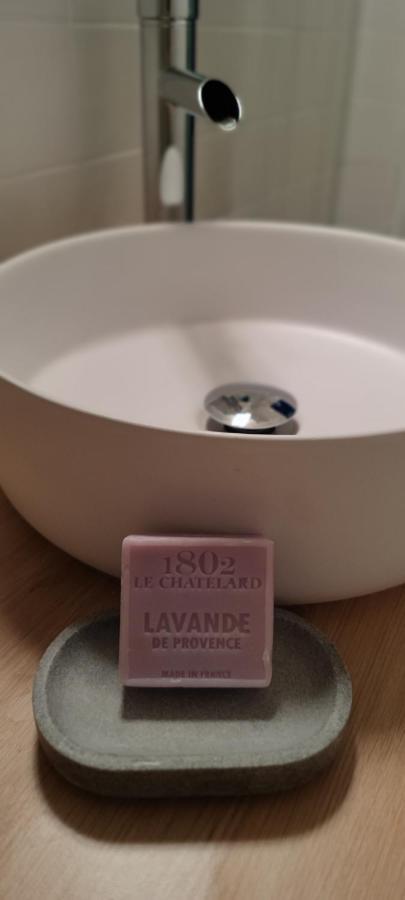 1802
LE CHATELARD
LAVANDE
DE PROVENCE
MADE IN FRANCE